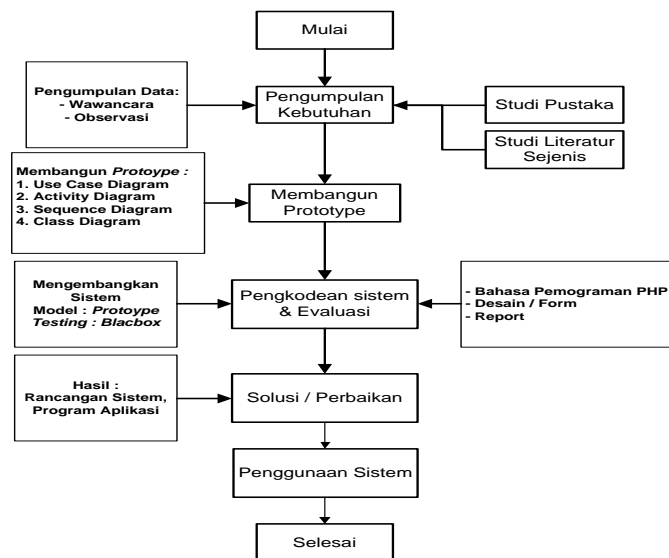 Mulai
Pengumpulan Data:
- Wawancara
- Observasi
Pengumpulan
Kebutuhan
Studi Pustaka
Studi Literatur
Sejenis
Membangun Protoype :
1. Use Case Diagram
2. Activity Diagram
3. Sequence Diagram
4. Class Diagram
Membangun
Prototype
Mengembangkan
Sistem
Model : Protoype
Testing : Blacbox
Pengkodean sistem
& Evaluasi
- Bahasa Pemograman PHP
- Desain / Form
- Report
Hasil :
Rancangan Sistem,
Program Aplikasi
Solusi / Perbaikan
Penggunaan Sistem
Selesai